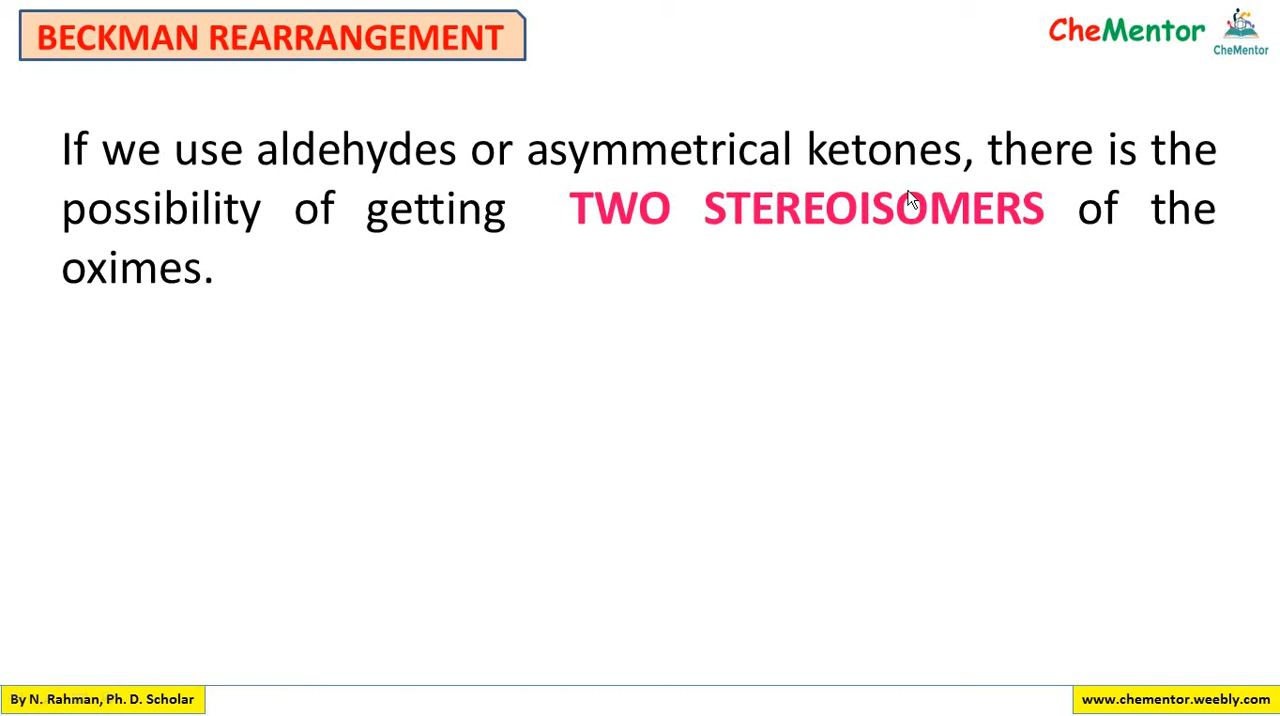 BECKMAN REARRANGEMENT
CheMentor
CheMentor
If we use aldehydes or asymmetrical ketones, there is the
possibility of getting TWO STEREOISOMERS of the
oximes.
By N. Rahman, Ph. D. Scholar
www.chementor.weebly.com